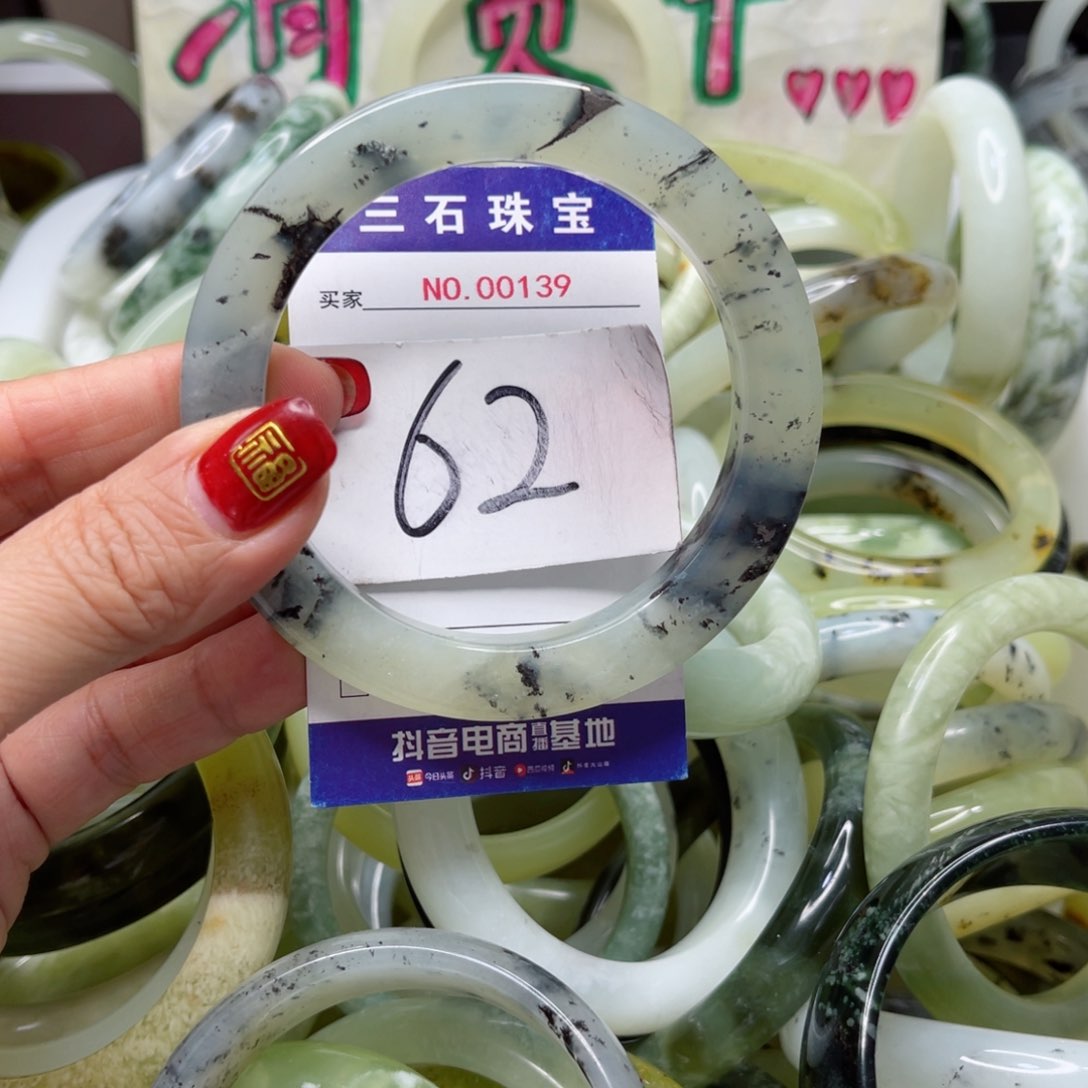 三石珠宝
买家 NO.00139
62
抖音电商直播基地
今日头条 抖音 西瓜视频